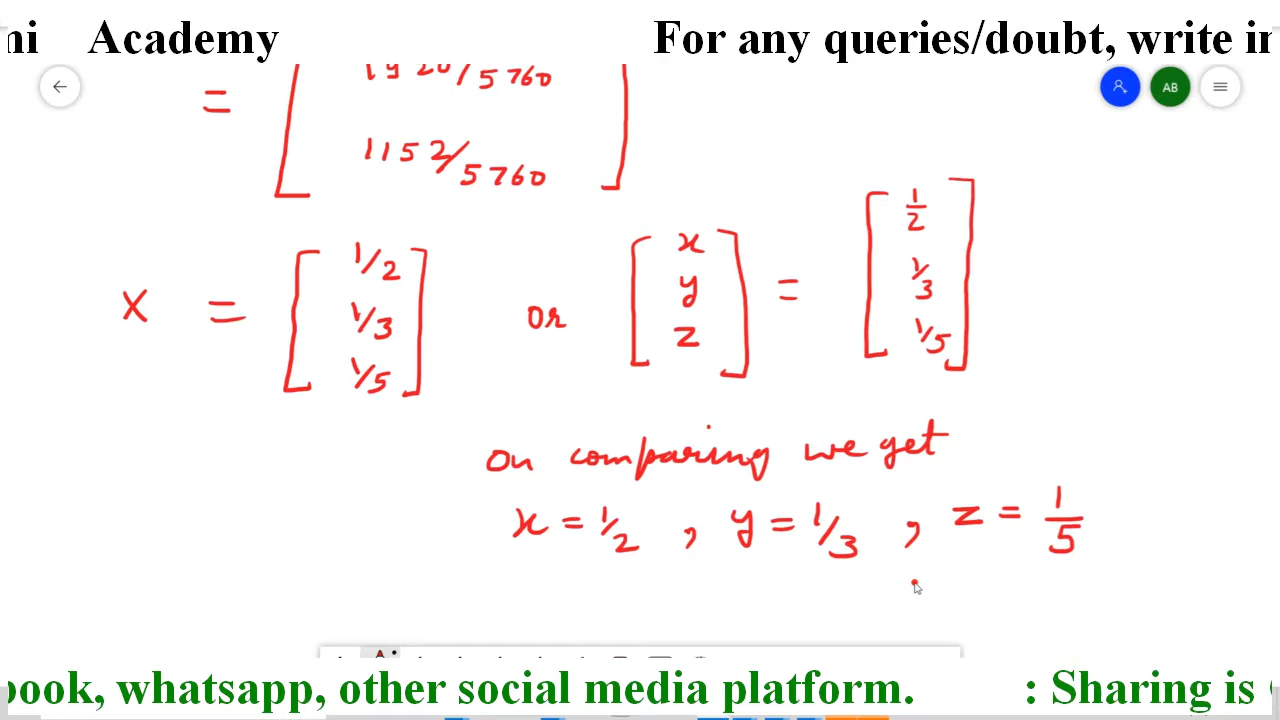 Academy For any queries/doubt, write in
1920/5760
=
1152/5760
AB
X = [1/2 1/3 1/5] or [x y z] = [1/2 1/3 1/5]
on comparing we get
x = 1/2 , y = 1/3 , z = 1/5
book, whatsapp, other social media platform. : Sharing is